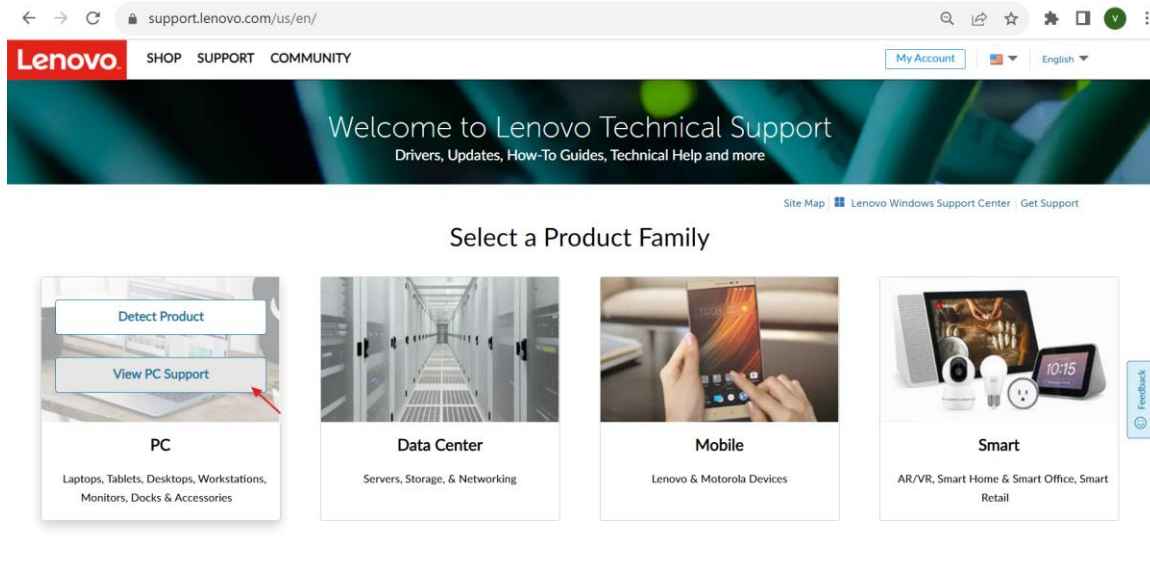 support.lenovo.com/us/en/
V
Lenovo
SHOP SUPPORT COMMUNITY
My Account
English
Welcome to Lenovo Technical Support
Drivers, Updates, How-To Guides, Technical Help and more
Site Map Lenovo Windows Support Center Get Support
Select a Product Family
Detect Product
View PC Support
10:15
Feedback
PC
Laptops, Tablets, Desktops, Workstations,
Monitors, Docks & Accessories
Data Center
Servers, Storage, & Networking
Mobile
Lenovo & Motorola Devices
Smart
AR/VR, Smart Home & Smart Office, Smart
Retail